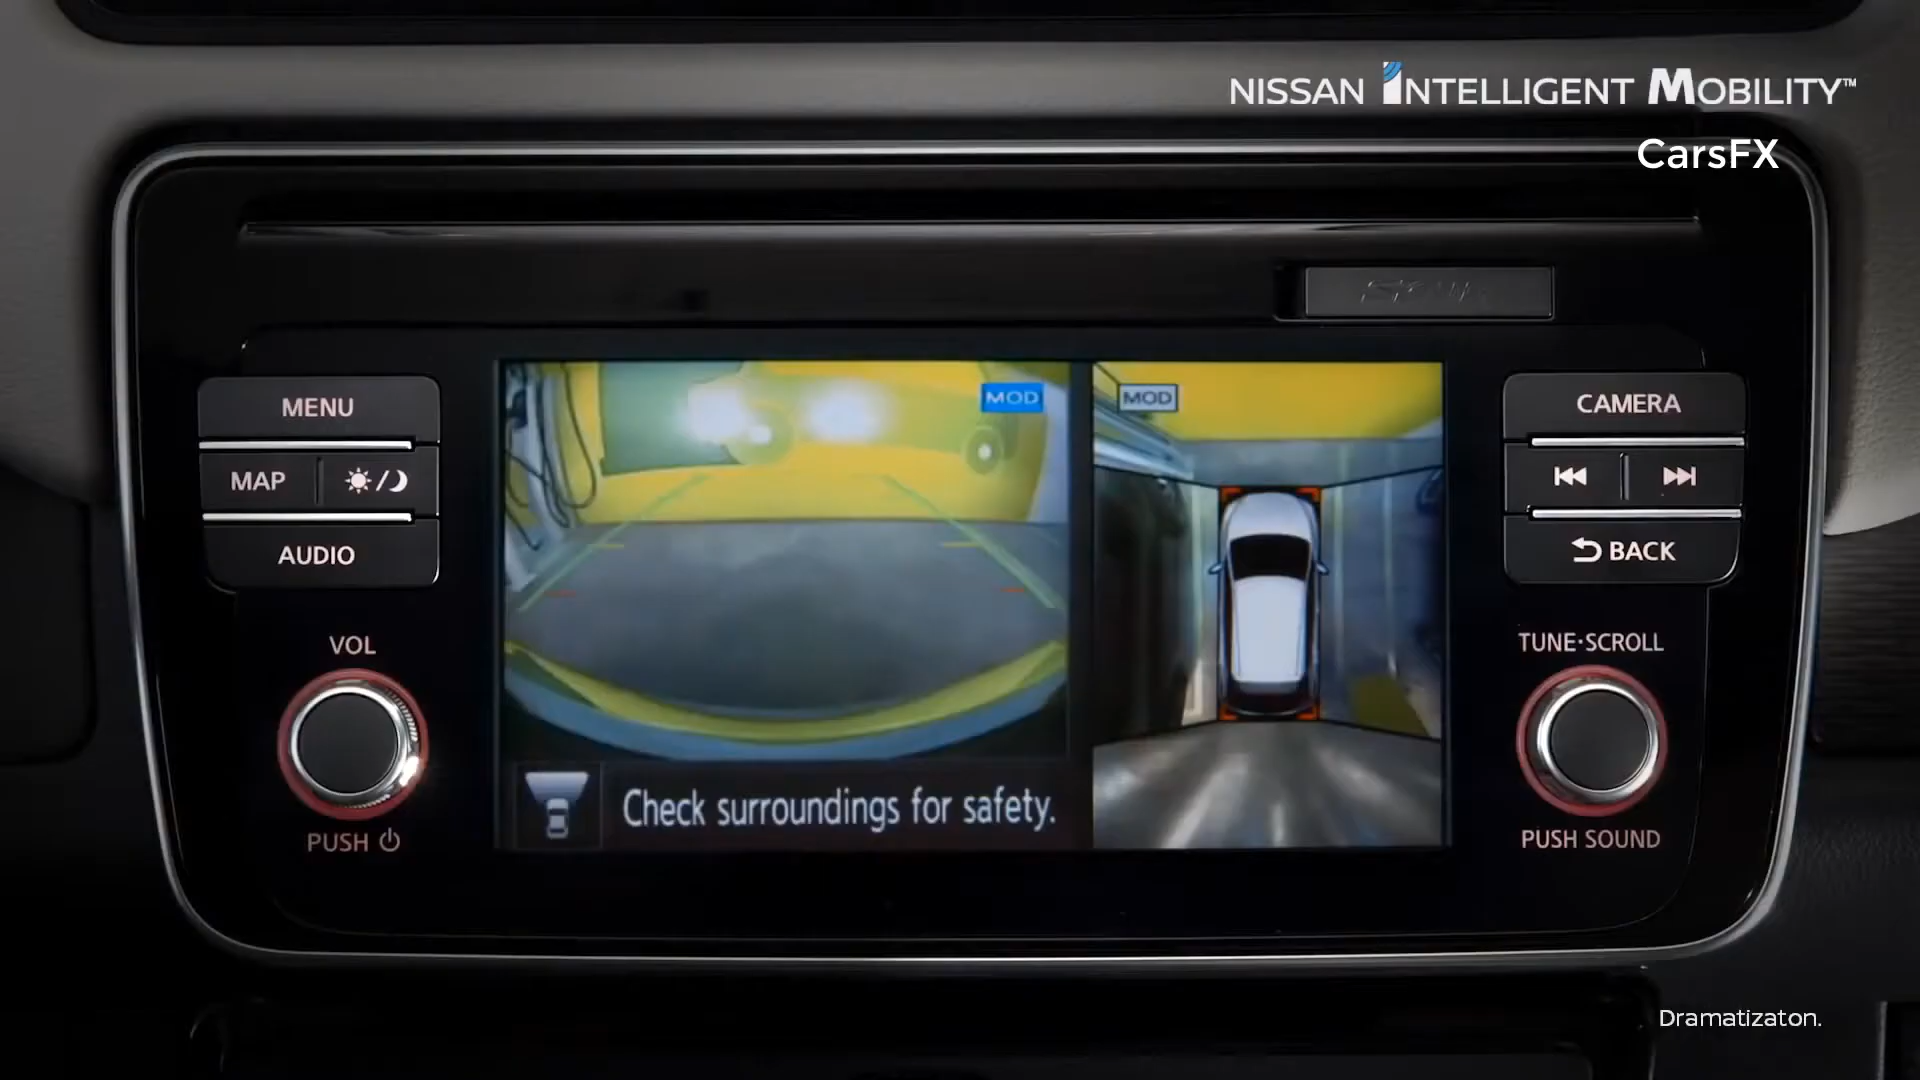 NISSAN INTELLIGENT MOBILITY™
CarsFX
MENU
MAP
AUDIO
VOL
PUSH
MOD
MOD
Check surroundings for safety.
CAMERA
BACK
TUNE·SCROLL
PUSH SOUND
Dramatizaton.